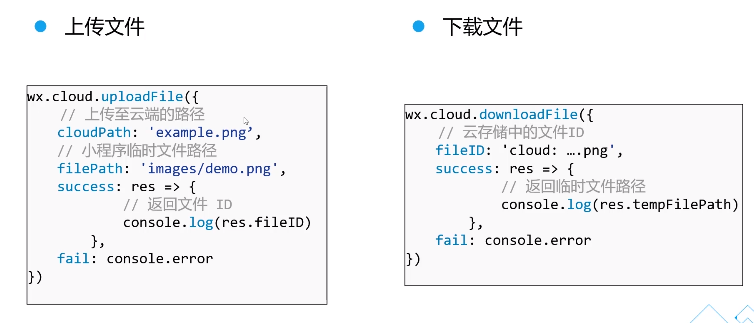 上传文件
wx.cloud.uploadFile({
// 上传至云端的路径
cloudPath: 'example.png',
// 小程序临时文件路径
filePath: 'images/demo.png',
success: res => {
// 返回文件 ID
console.log(res.fileID)
},
fail: console.error
})
下载文件
wx.cloud.downloadFile({
// 云存储中的文件ID
fileID: 'cloud: ….png',
success: res => {
// 返回临时文件路径
console.log(res.tempFilePath)
},
fail: console.error
})